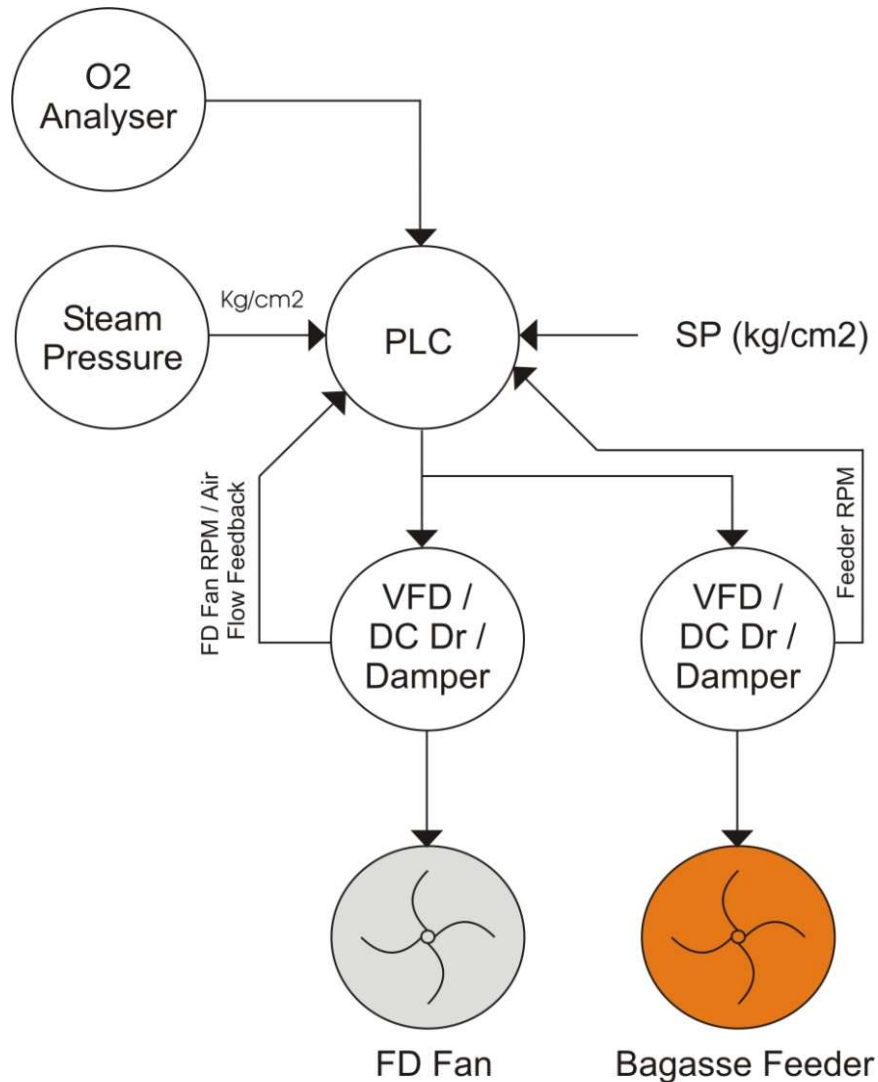 O2
Analyser
Steam
Pressure
Kg/cm2
PLC
SP (kg/cm2)
FD Fan RPM / Air
Flow Feedback
Feeder RPM
VFD /
DC Dr /
Damper
VFD /
DC Dr /
Damper
FD Fan
Bagasse Feeder